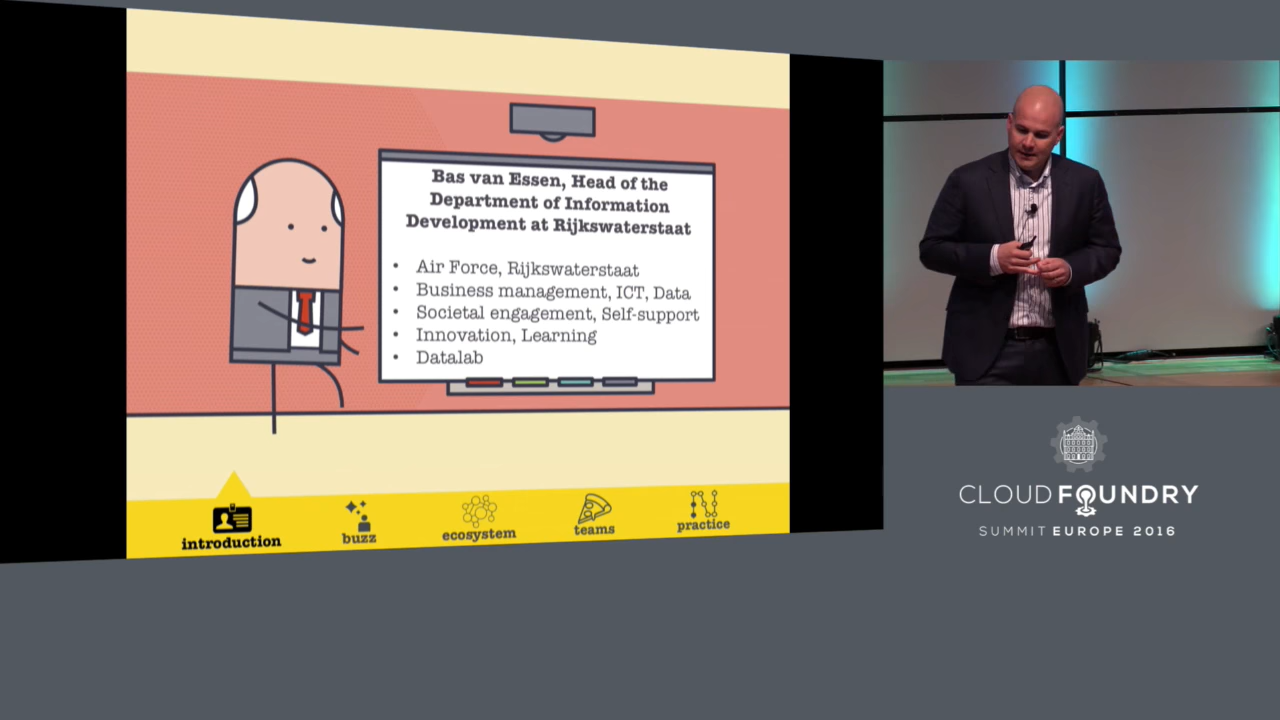 Bas van Essen, Head of the
Department of Information
Development at Rijkswaterstaat
• Air Force, Rijkswaterstaat
• Business management, ICT, Data
• Societal engagement, Self-support
• Innovation, Learning
• Datalab
introduction
buzz
ecosystem
teams
practice
CLOUD FOUNDRY
SUMMIT EUROPE 2016